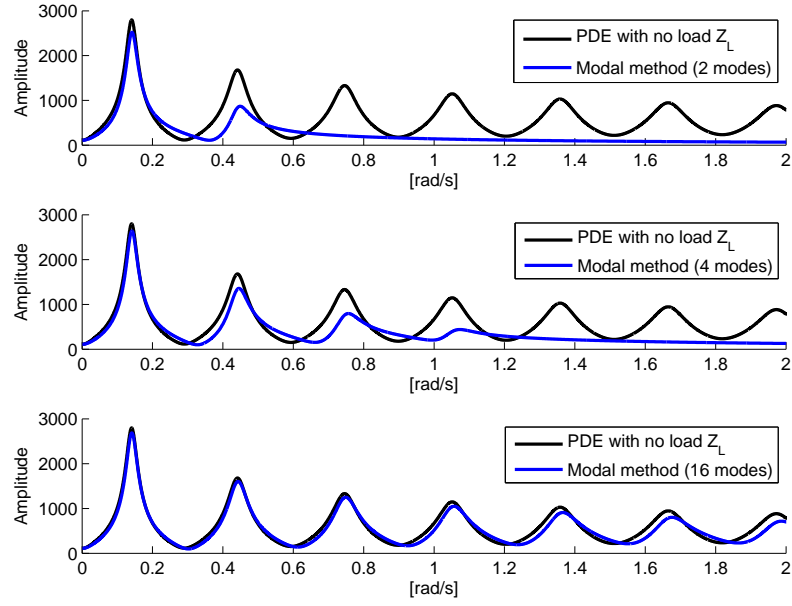 3000
2000
1000
0
Amplitude
PDE with no load Z_L
Modal method (2 modes)
0 0.2 0.4 0.6 0.8 1 1.2 1.4 1.6 1.8 2
[rad/s]
3000
2000
1000
0
Amplitude
PDE with no load Z_L
Modal method (4 modes)
0 0.2 0.4 0.6 0.8 1 1.2 1.4 1.6 1.8 2
[rad/s]
3000
2000
1000
0
Amplitude
PDE with no load Z_L
Modal method (16 modes)
0 0.2 0.4 0.6 0.8 1 1.2 1.4 1.6 1.8 2
[rad/s]